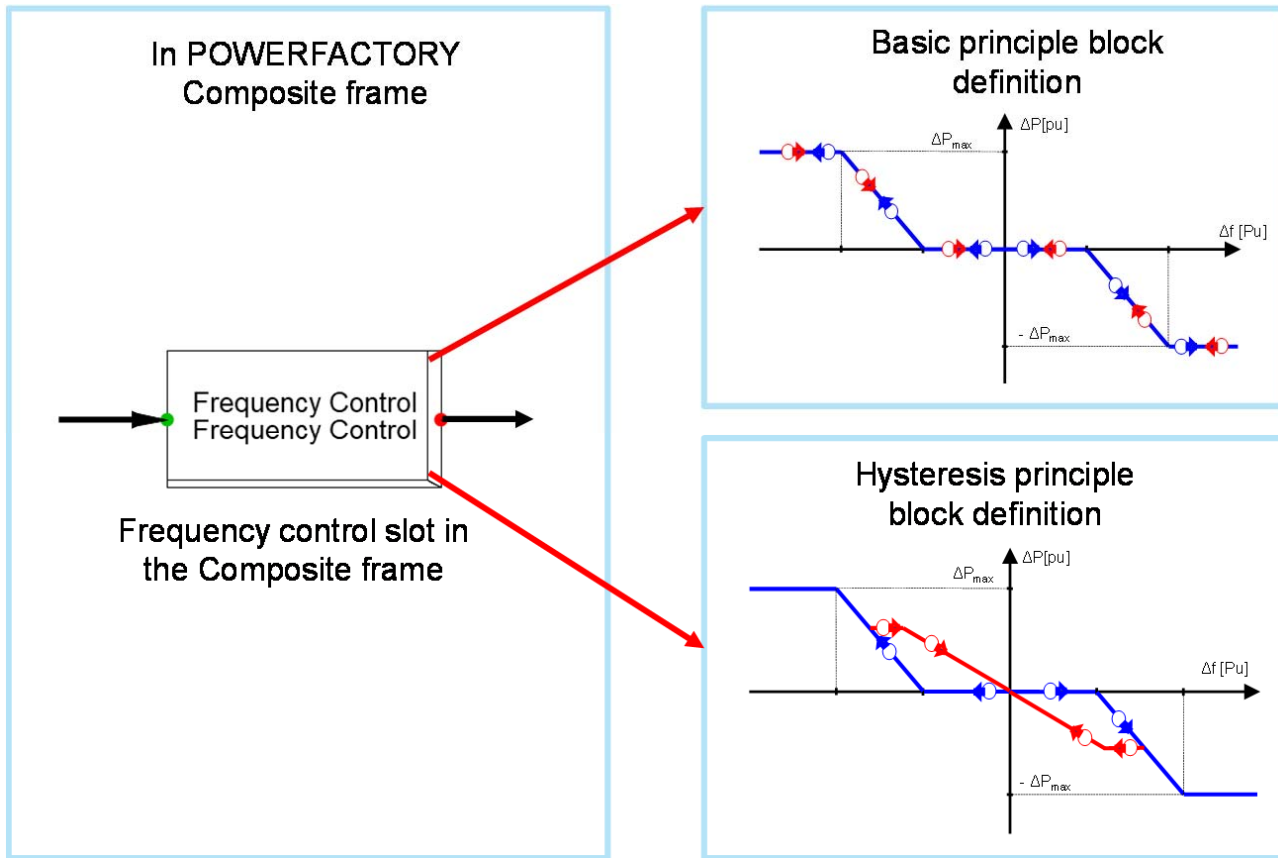 In POWERFACTORY
Composite frame
Frequency Control
Frequency Control
Frequency control slot in
the Composite frame
Basic principle block
definition
ΔP[pu]
ΔPmax
Δf [Pu]
- ΔPmax
Hysteresis principle
block definition
ΔP[pu]
ΔPmax
Δf [Pu]
- ΔPmax